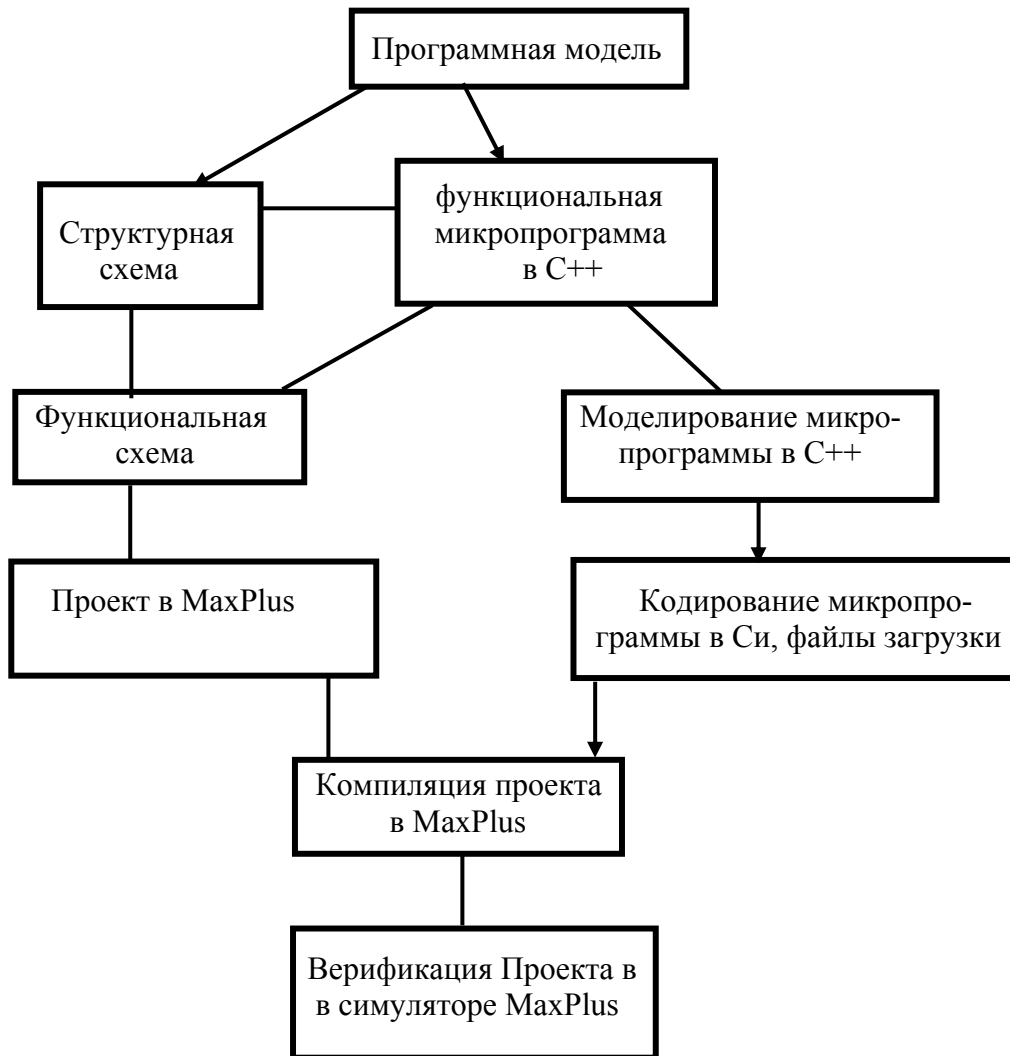 Программная модель
Структурная
схема
функциональная
микропрограмма
в С++
Функциональная
схема
Моделирование микро-
программы в С++
Проект в MaxPlus
Кодирование микропро-
граммы в Си, файлы загрузки
Компиляция проекта
в MaxPlus
Верификация Проекта в
в симуляторе MaxPlus